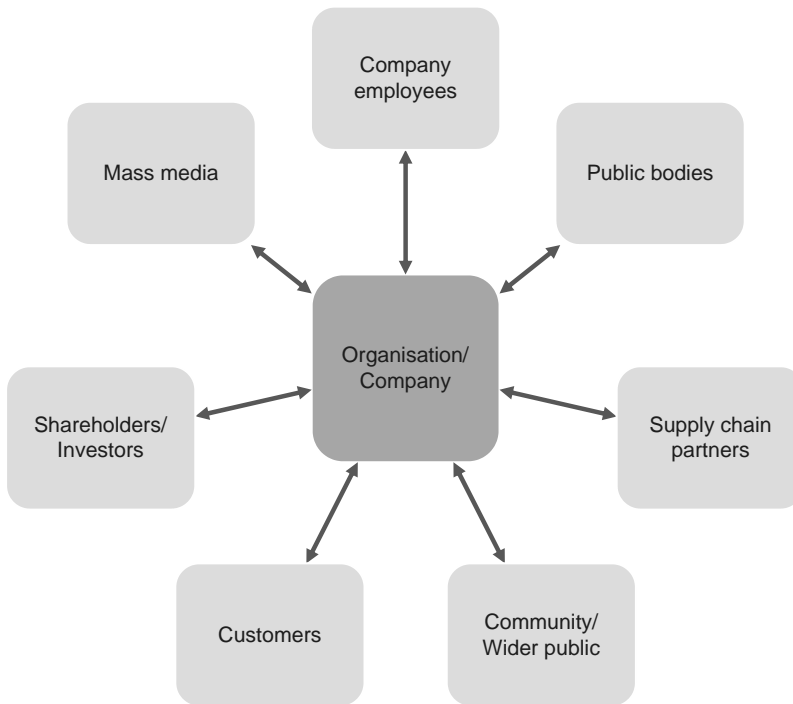 Company
employees
Mass media
Public bodies
Organisation/
Company
Shareholders/
Investors
Supply chain
partners
Customers
Community/
Wider public